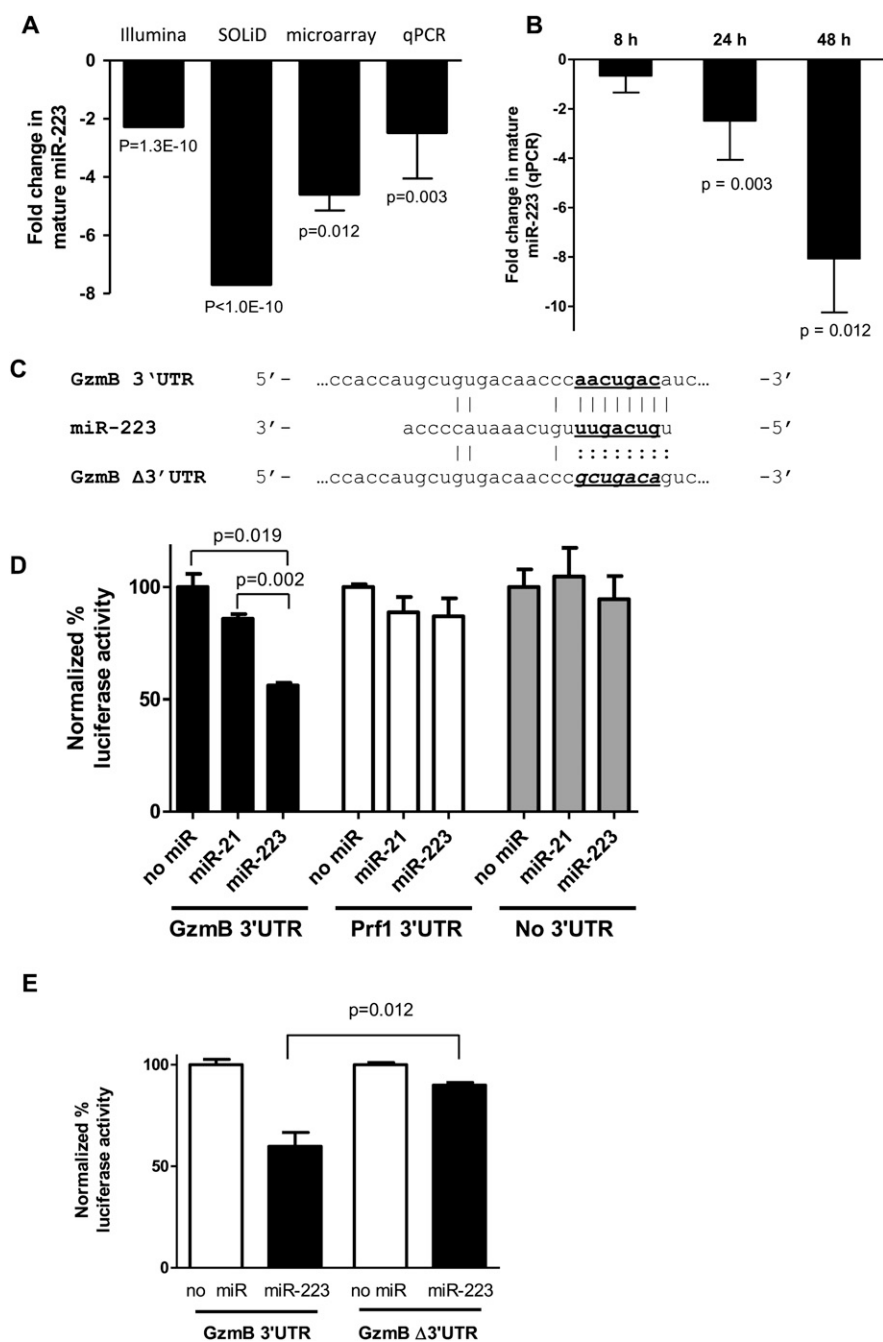 A
Illumina SOLiD microarray qPCR
0
-2
-4
-6
-8
Fold change in
mature miR-223
P=1.3E-10
P<1.0E-10
p=0.012
p=0.003
B
8 h 24 h 48 h
0
-2
-4
-6
-8
-10
Fold change in mature
miR-223 (qPCR)
p = 0.003
p = 0.012
C
GzmB 3‘UTR 5’- …ccaccaugcugugacaacccaacugacauc… -3’
miR-223 3’- accccauaaacuguuugacugu -5’
GzmB Δ3’UTR 5’- …ccaccaugcugugacaacccgcugacaguc… -3’
D
p=0.019
p=0.002
100
50
0
Normalized %
luciferase activity
no miR miR-21 miR-223 no miR miR-21 miR-223 no miR miR-21 miR-223
GzmB 3'UTR Prf1 3'UTR No 3'UTR
E
p=0.012
100
50
0
Normalized %
luciferase activity
no miR miR-223 no miR miR-223
GzmB 3'UTR GzmB Δ3'UTR